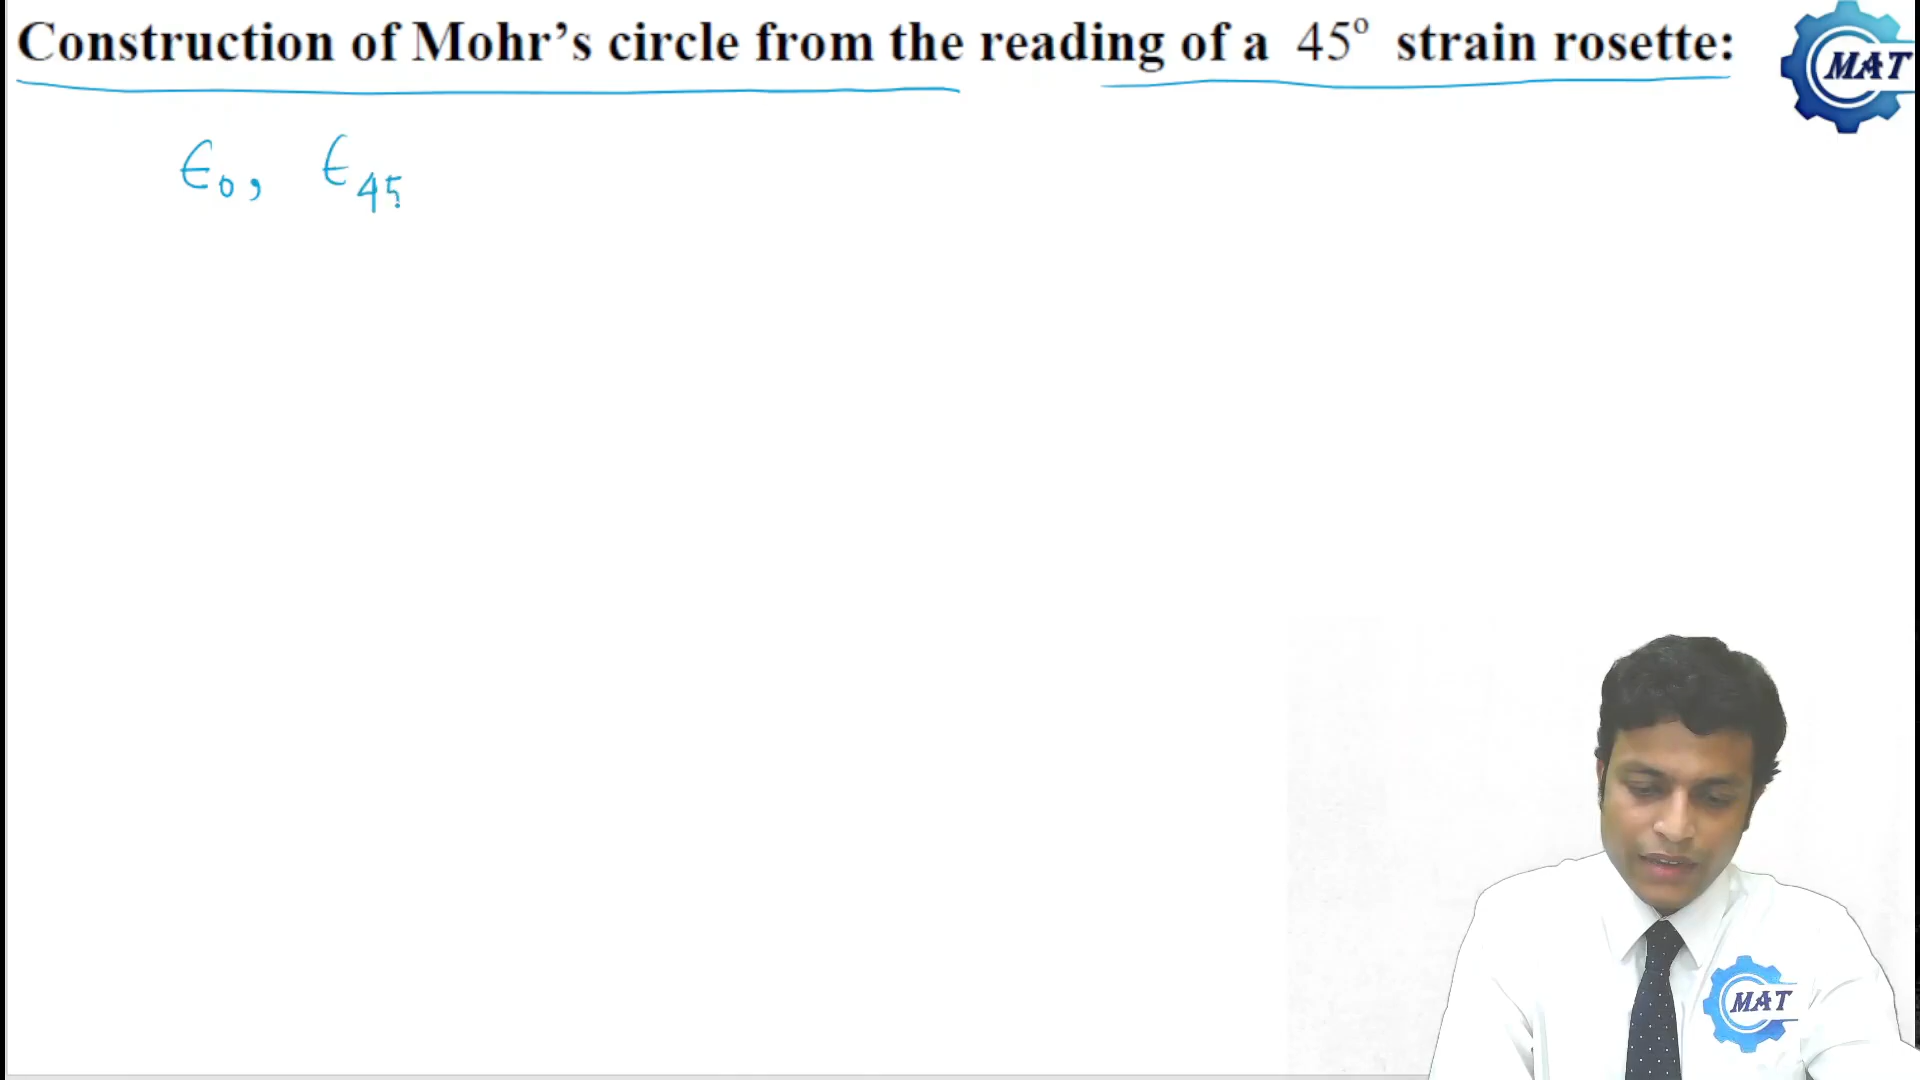 Construction of Mohr's circle from the reading of a 45° strain rosette:
MAT
ϵ₀, ϵ₄₅
MAT